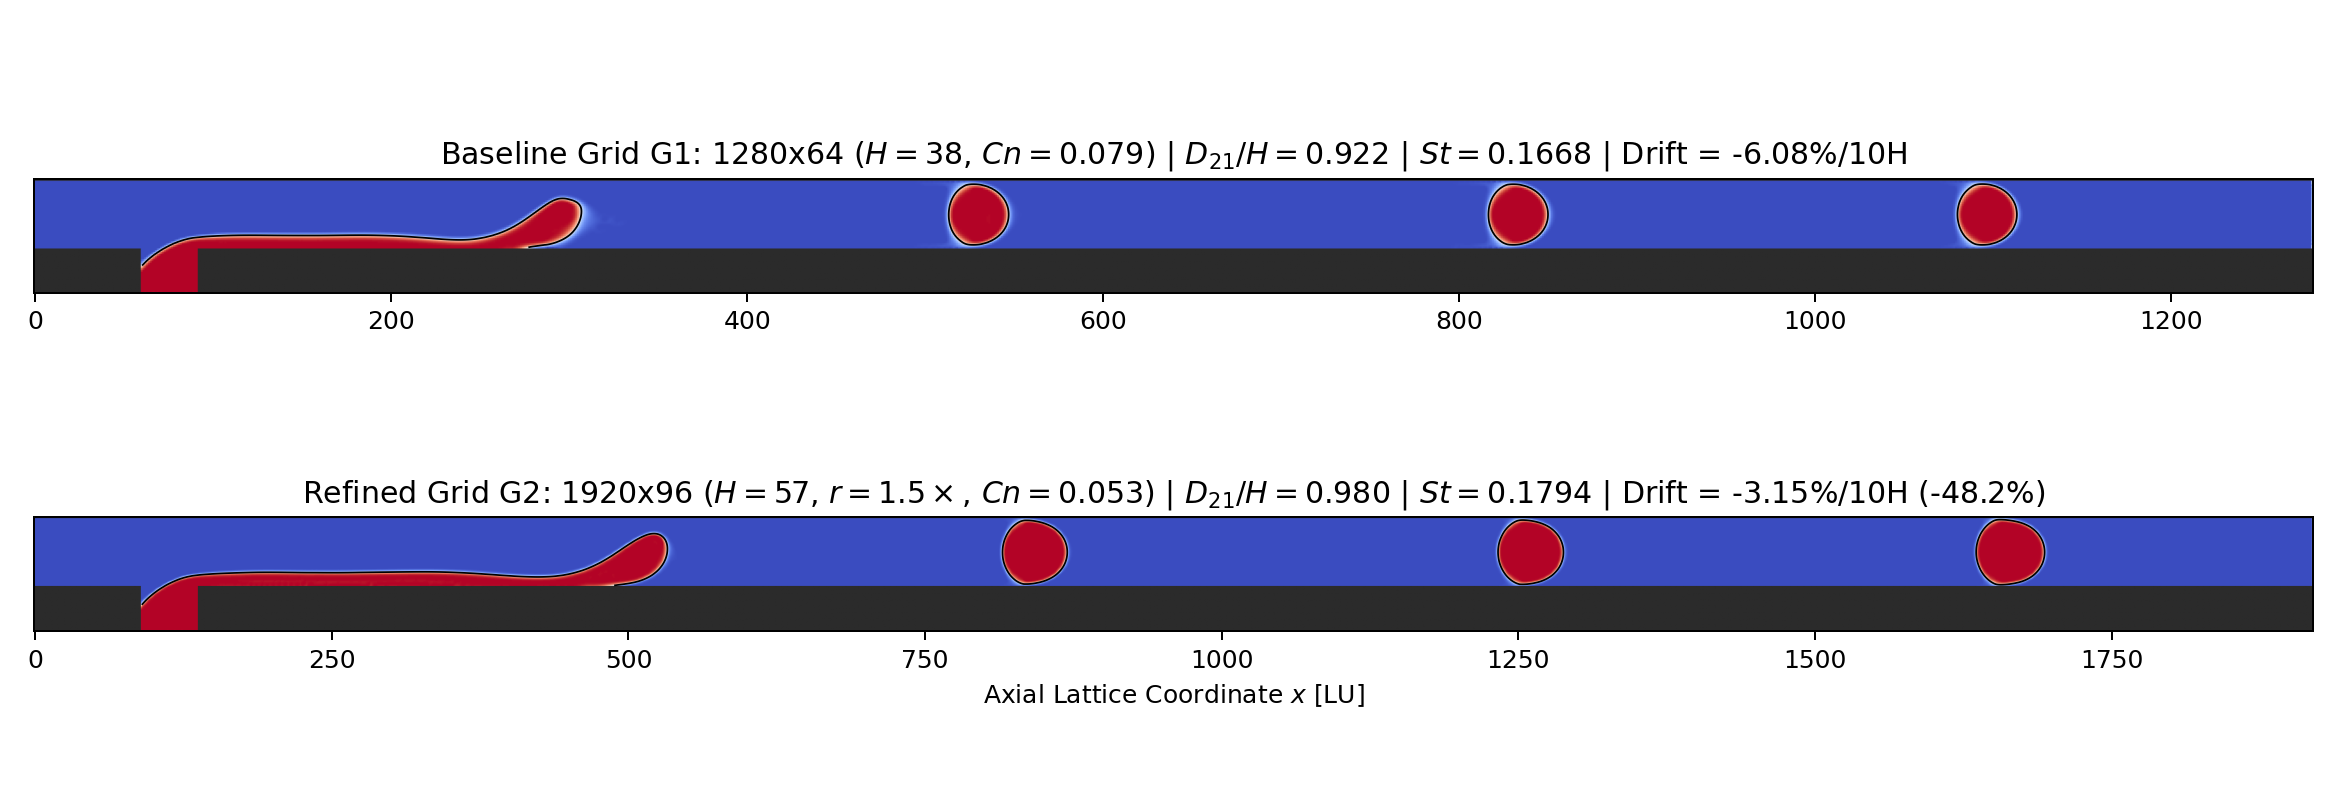 Baseline Grid G1: 1280x64 (H = 38, Cn = 0.079) | D₂₁/H = 0.922 | St = 0.1668 | Drift = -6.08%/10H
0 200 400 600 800 1000 1200
Refined Grid G2: 1920x96 (H = 57, r = 1.5 × , Cn = 0.053) | D₂₁/H = 0.980 | St = 0.1794 | Drift = -3.15%/10H (-48.2%)
0 250 500 750 1000 1250 1500 1750
Axial Lattice Coordinate x [LU]